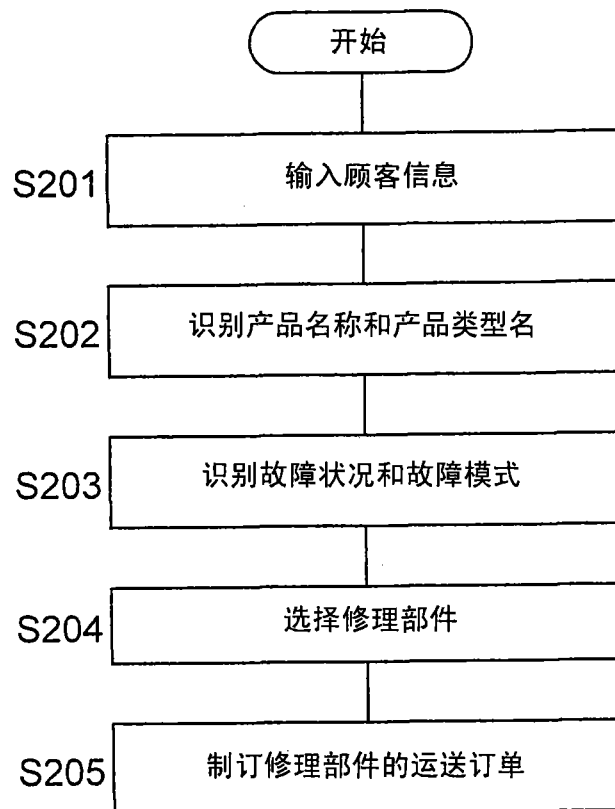 开始
S201
输入顾客信息
S202
识别产品名称和产品类型名
S203
识别故障状况和故障模式
S204
选择修理部件
S205
制订修理部件的运送订单